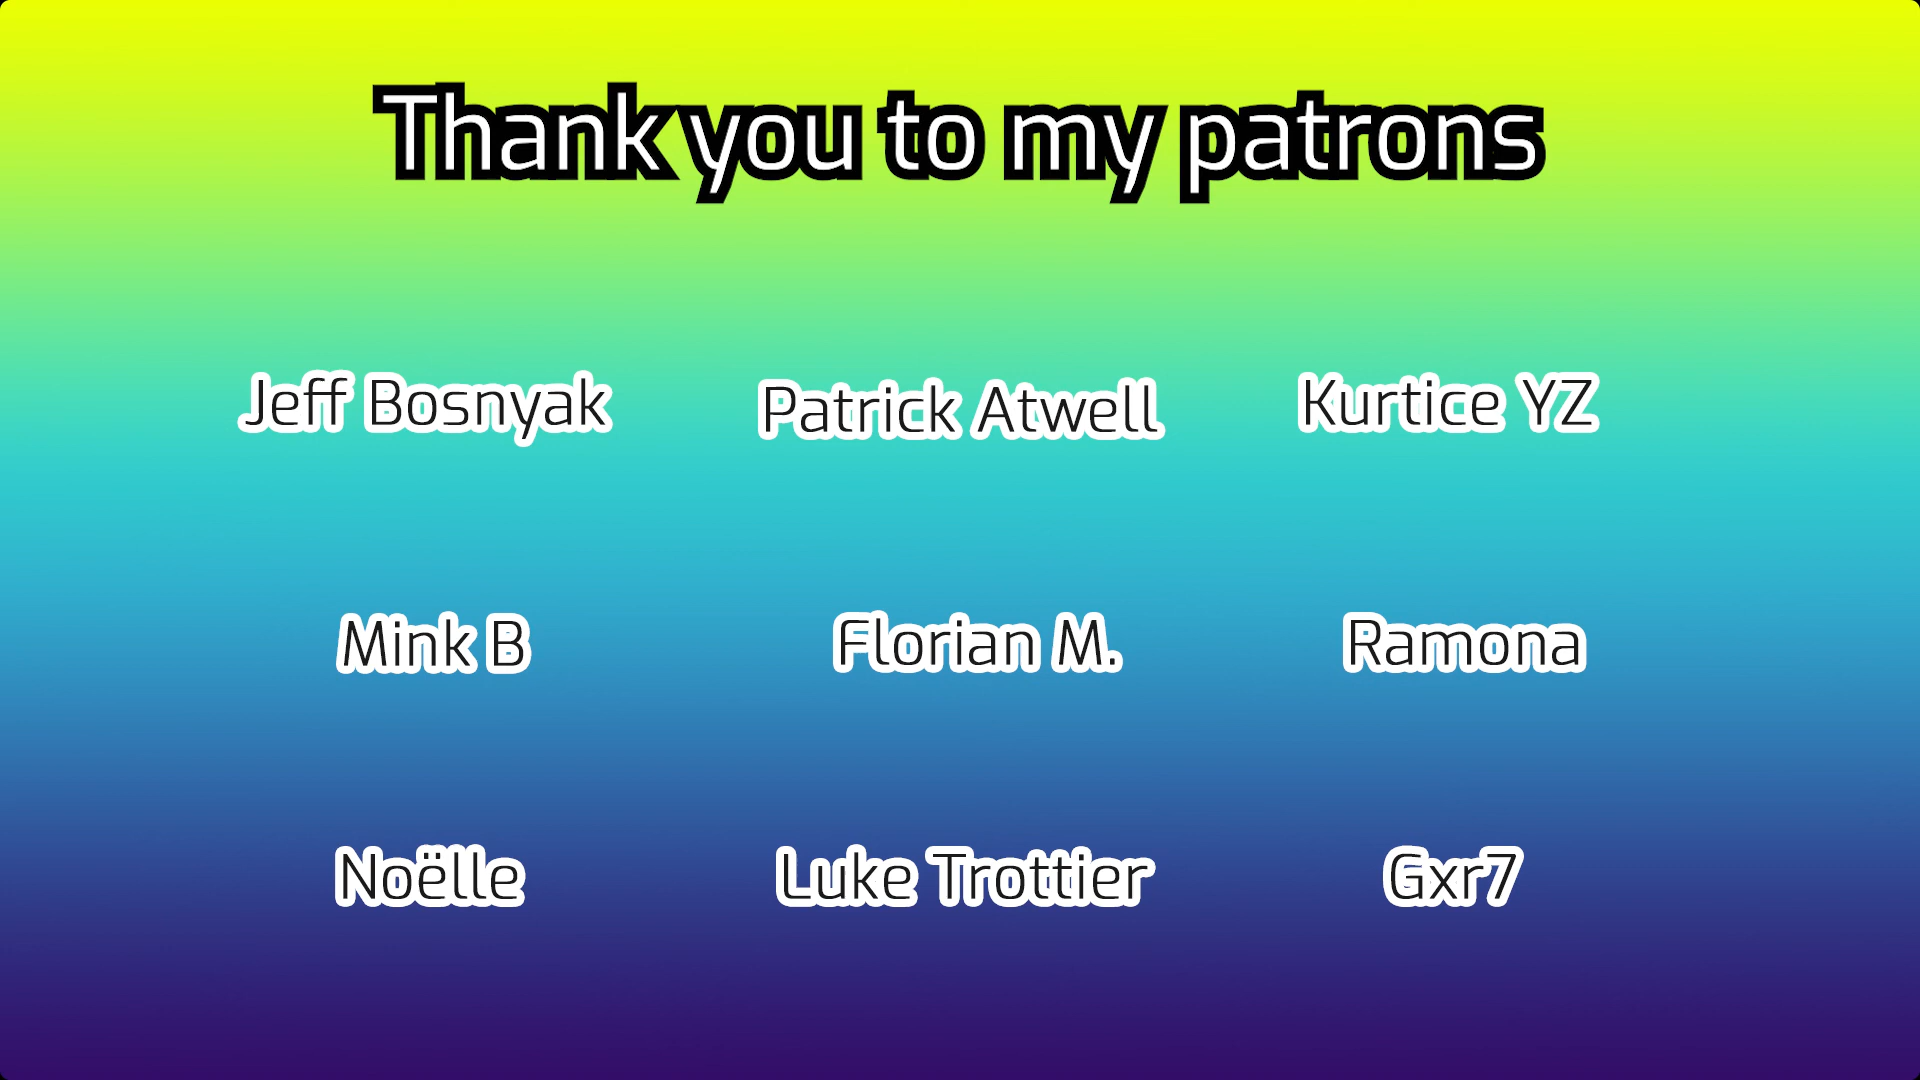 Thank you to my patrons
Jeff Bosnyak
Patrick Atwell
Kurtice YZ
Mink B
Florian M.
Ramona
Noëlle
Luke Trottier
Gxr7